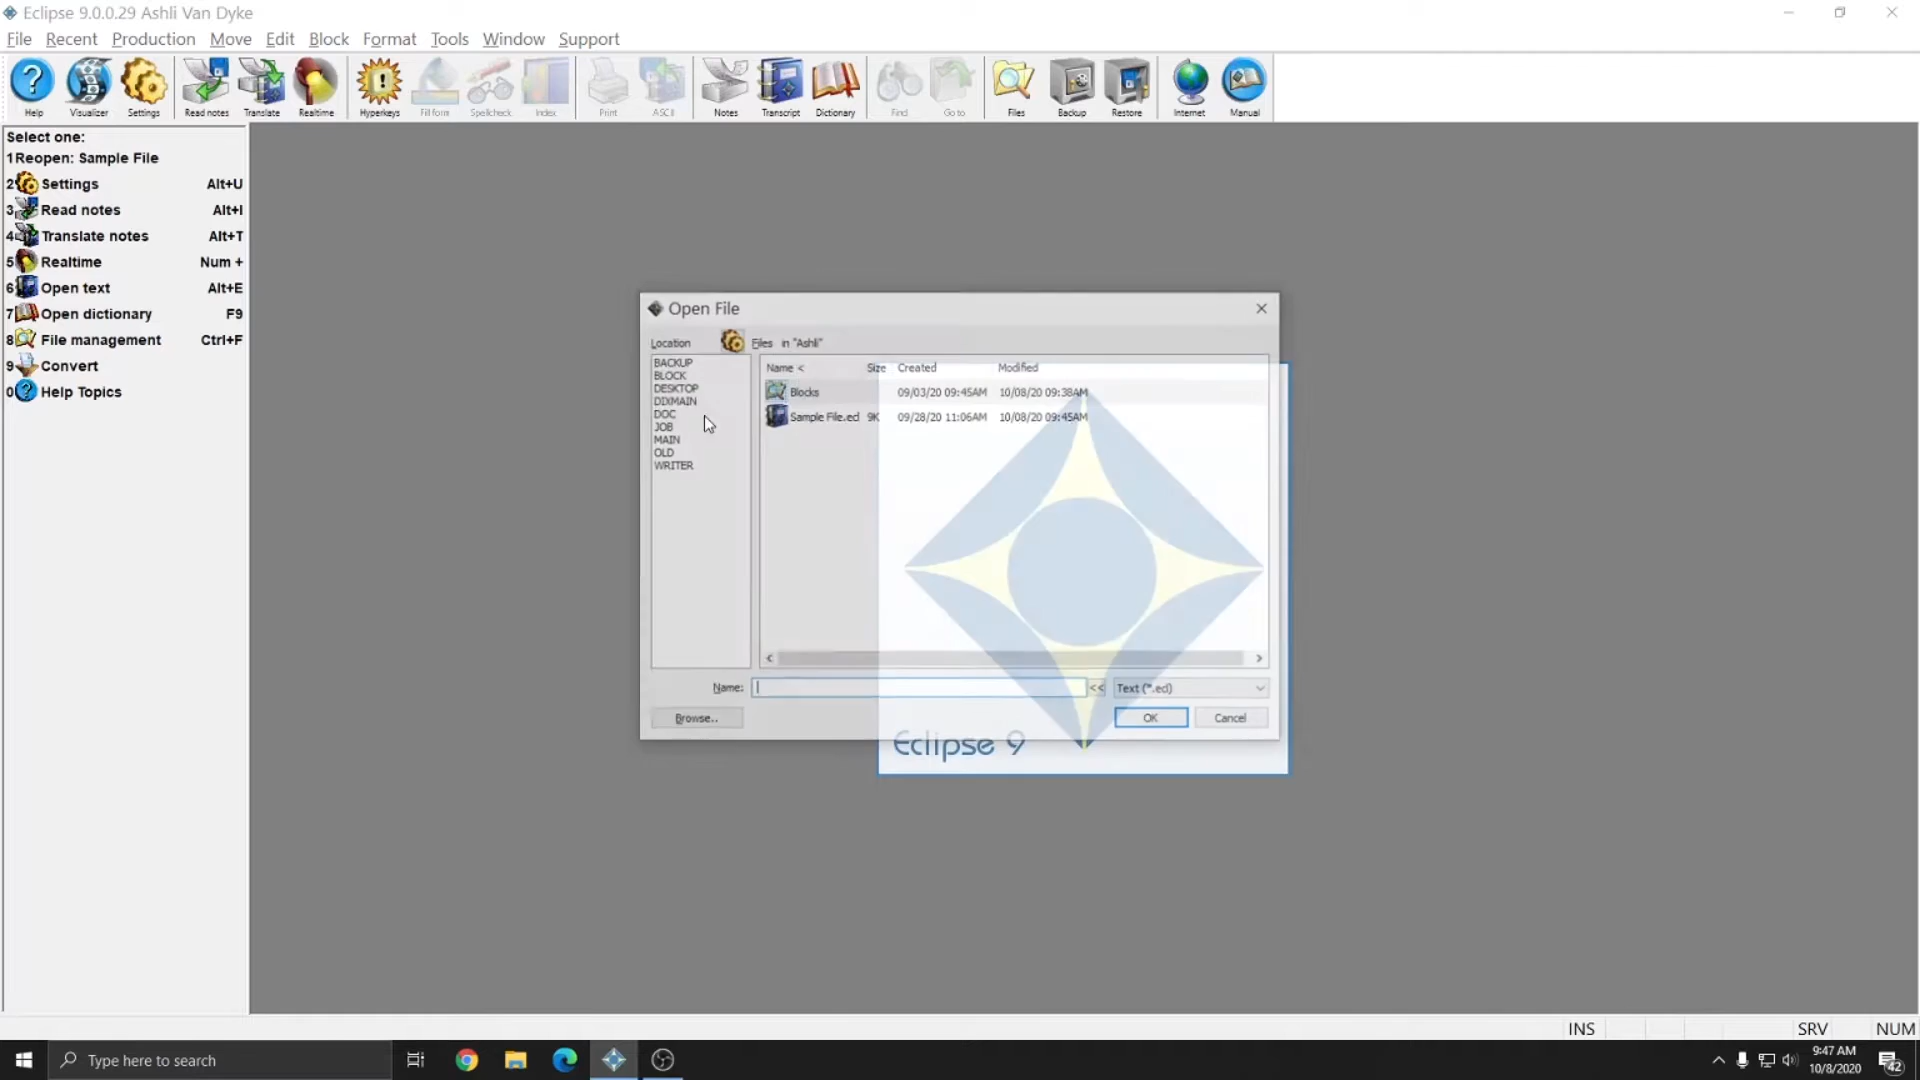 Eclipse 9.0.0.29 Ashli Van Dyke
File Recent Production Move Edit Block Format Tools Window Support
Help Visualizer Settings Read notes Translate Realtime Hyperkeys Fill form Spellcheck Index Print ASCII Notes Transcript Dictionary Find Go to Files Backup Restore Internet Manual
Select one:
1 Reopen: Sample File
2 Settings Alt+U
3 Read notes Alt+I
4 Translate notes Alt+T
5 Realtime Num +
6 Open text Alt+E
7 Open dictionary F9
8 File management Ctrl+F
9 Convert
0 Help Topics
Open File
Location Files in "Ashli"
BACKUP
BLOCK
DESKTOP
DIXMAIN
DOC
JOB
MAIN
OLD
WRITER
Name < Size Created Modified
Blocks 09/03/20 09:45AM 10/08/20 09:38AM
Sample File.ecl 9K 09/28/20 11:06AM 10/08/20 09:45AM
Name: << Text (*.ecl)
Browse.. OK Cancel
Eclipse 9
INS SRV NUM
Type here to search
9:47 AM
10/8/2020
42